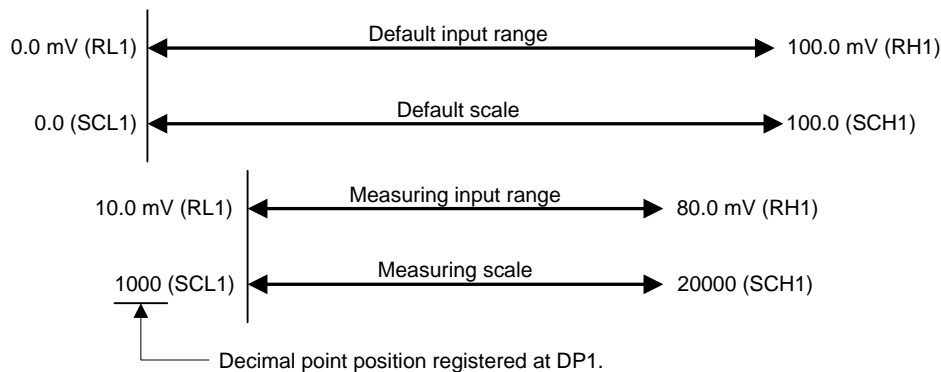 Default input range
0.0 mV (RL1) 100.0 mV (RH1)
Default scale
0.0 (SCL1) 100.0 (SCH1)
Measuring input range
10.0 mV (RL1) 80.0 mV (RH1)
Measuring scale
1000 (SCL1) 20000 (SCH1)
Decimal point position registered at DP1.